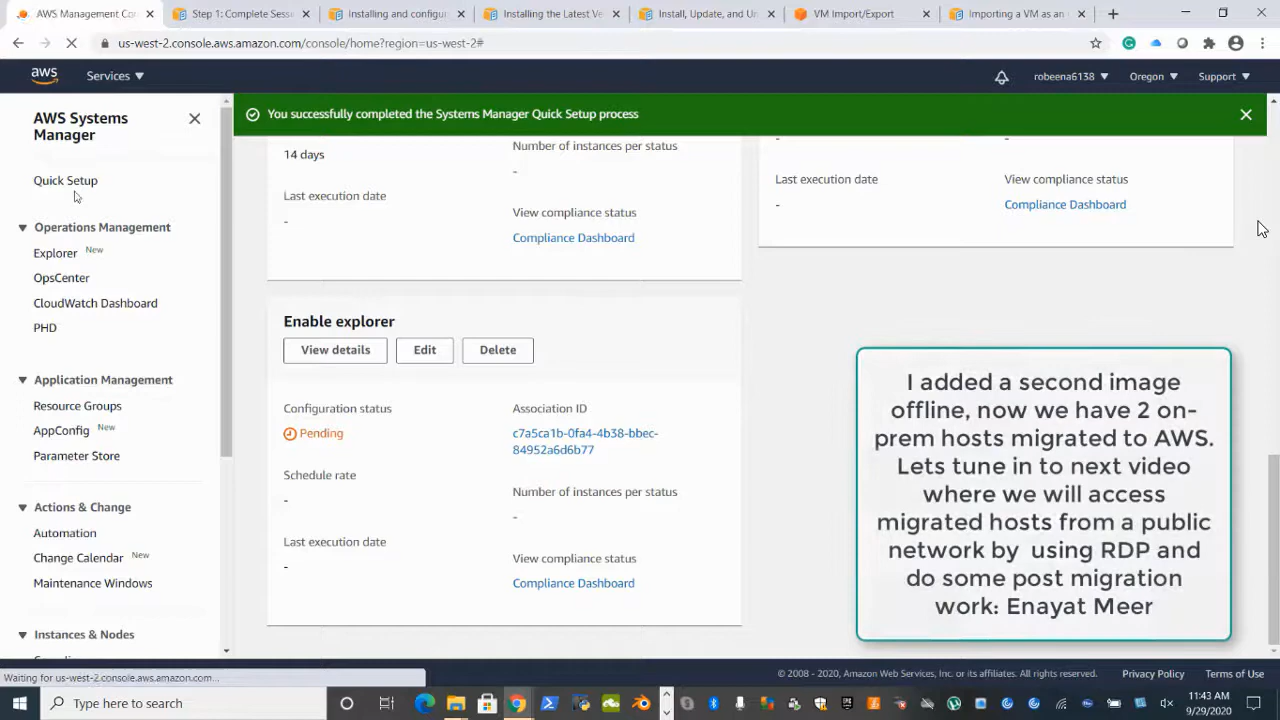 AWS Management Con
Step 1: Complete Sess
Installing and configur
Installing the Latest Ve
Install, Update, and Un
VM Import/Export
Importing a VM as an
us-west-2.console.aws.amazon.com/console/home?region=us-west-2#
aws
Services
robeena6138
Oregon
Support
AWS Systems
Manager
Quick Setup
Operations Management
Explorer New
OpsCenter
CloudWatch Dashboard
PHD
Application Management
Resource Groups
AppConfig New
Parameter Store
Actions & Change
Automation
Change Calendar New
Maintenance Windows
Instances & Nodes
You successfully completed the Systems Manager Quick Setup process
14 days
Number of instances per status
-
Last execution date
-
View compliance status
Compliance Dashboard
-
-
Last execution date
-
View compliance status
Compliance Dashboard
Enable explorer
View details
Edit
Delete
Configuration status
Pending
Association ID
c7a5ca1b-0fa4-4b38-bbec-
84952a6d6b77
Schedule rate
-
Number of instances per status
-
Last execution date
-
View compliance status
Compliance Dashboard
I added a second image
offline, now we have 2 on-
prem hosts migrated to AWS.
Lets tune in to next video
where we will access
migrated hosts from a public
network by using RDP and
do some post migration
work: Enayat Meer
Waiting for us-west-2.console.aws.amazon.com...
© 2008 - 2020, Amazon Web Services, Inc. or its affiliates. All rights reserved.
Privacy Policy
Terms of Use
Type here to search
11:43 AM
9/29/2020